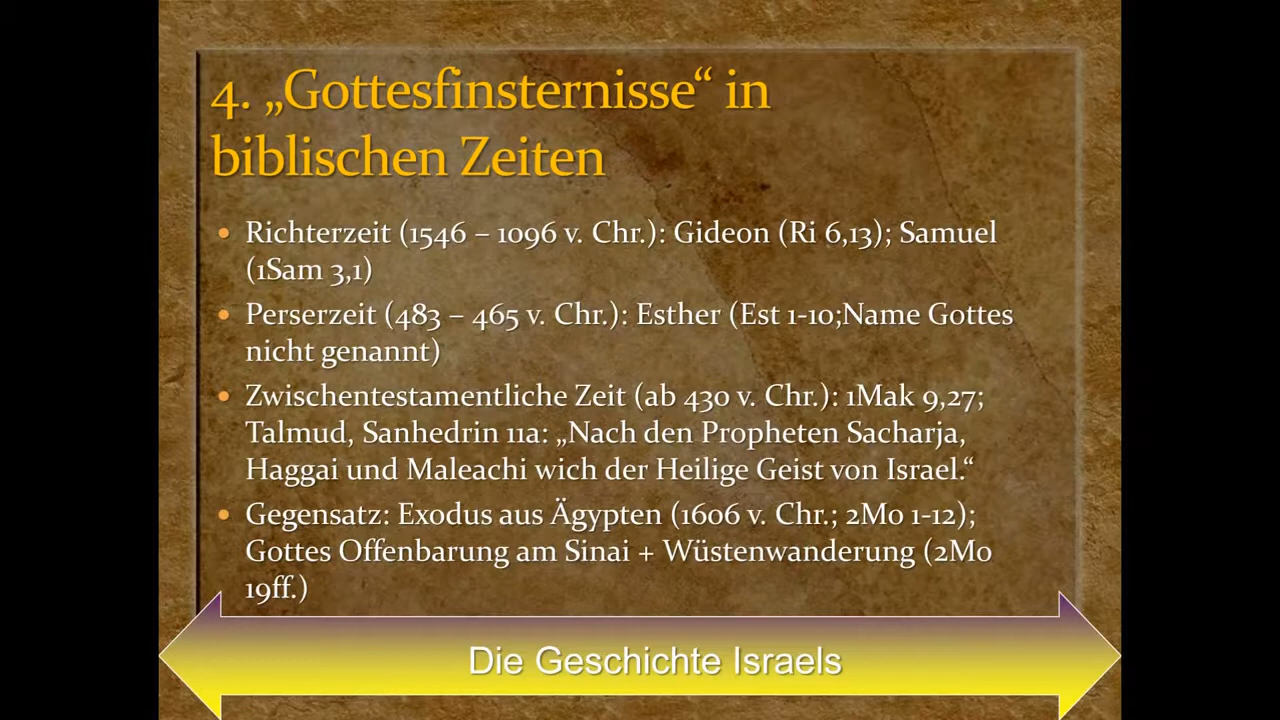 4. „Gottesfinsternisse“ in
biblischen Zeiten
• Richterzeit (1546 – 1096 v. Chr.): Gideon (Ri 6,13); Samuel
(1Sam 3,1)
• Perserzeit (483 – 465 v. Chr.): Esther (Est 1-10;Name Gottes
nicht genannt)
• Zwischentestamentliche Zeit (ab 430 v. Chr.): 1Mak 9,27;
Talmud, Sanhedrin 11a: „Nach den Propheten Sacharja,
Haggai und Maleachi wich der Heilige Geist von Israel.“
• Gegensatz: Exodus aus Ägypten (1606 v. Chr.; 2Mo 1-12);
Gottes Offenbarung am Sinai + Wüstenwanderung (2Mo
19ff.)
Die Geschichte Israels